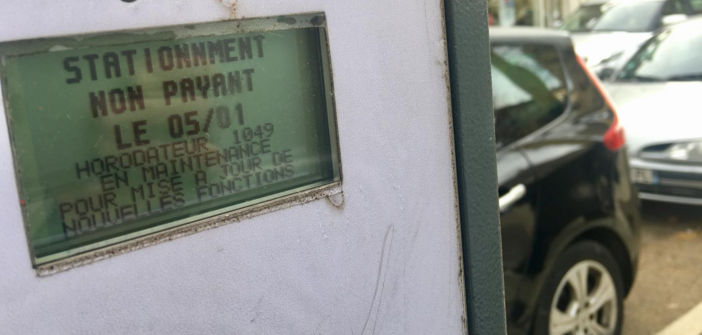 STATIONNMENT
NON PAYANT
LE 05/01
HORODATEUR 1049
EN MAINTENANCE
POUR MISE A JOUR DE
NOUVELLES FONCTIONS